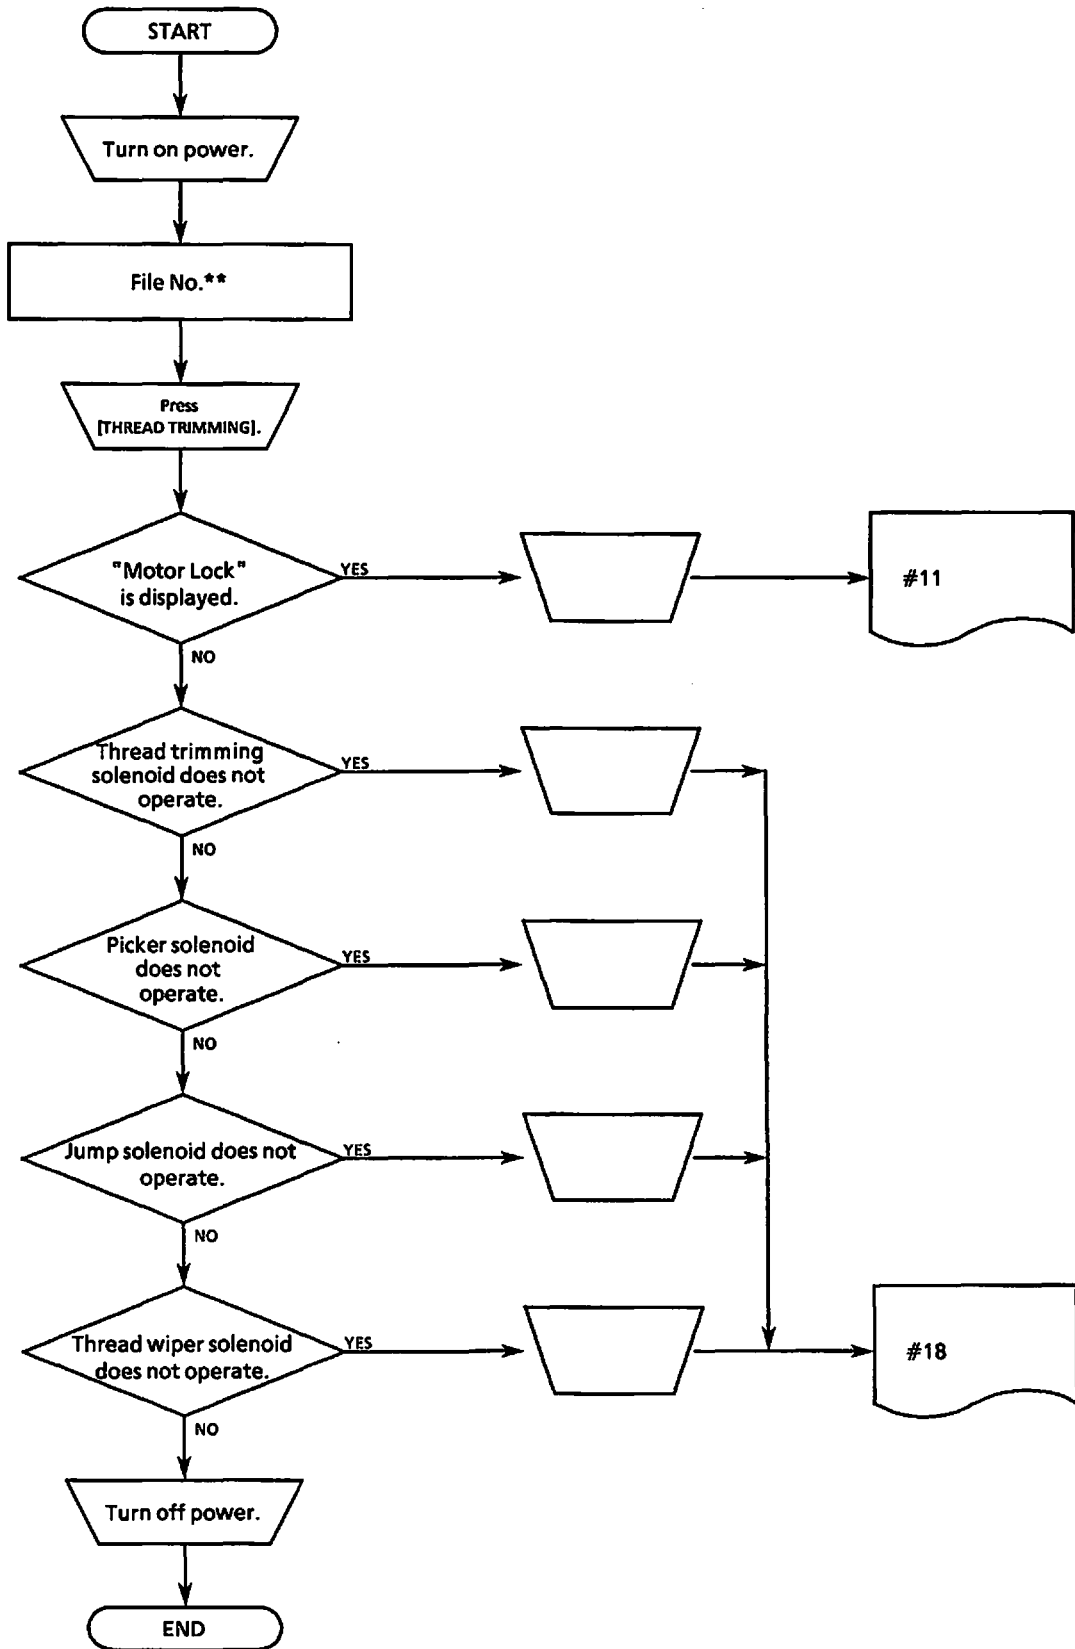 START
Turn on power.
File No.**
Press
[THREAD TRIMMING].
"Motor Lock"
is displayed.
YES
#11
NO
Thread trimming
solenoid does not
operate.
YES
NO
Picker solenoid
does not
operate.
YES
NO
Jump solenoid does not
operate.
YES
NO
Thread wiper solenoid
does not operate.
YES
#18
NO
Turn off power.
END